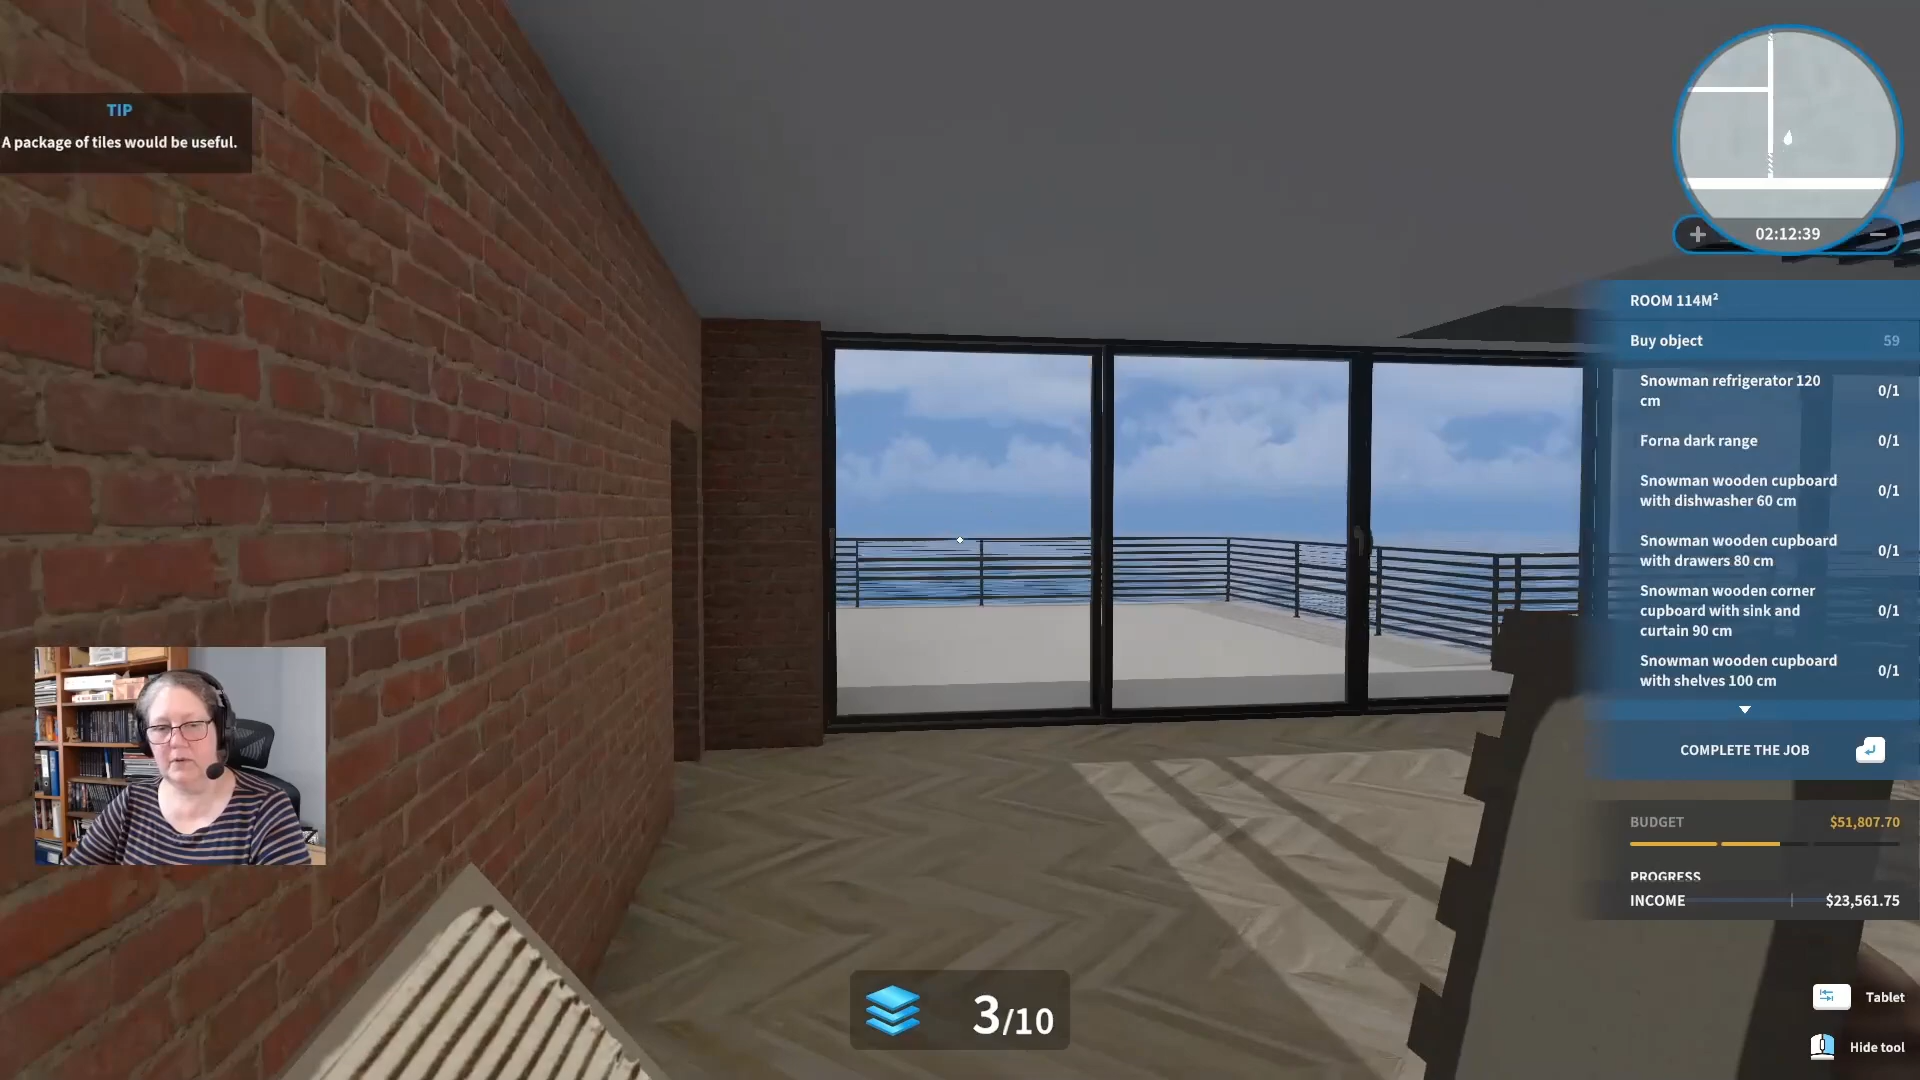 TIP
A package of tiles would be useful.
02:12:39
ROOM 114M²
Buy object 59
Snowman refrigerator 120
cm 0/1
Forna dark range 0/1
Snowman wooden cupboard
with dishwasher 60 cm 0/1
Snowman wooden cupboard
with drawers 80 cm 0/1
Snowman wooden corner
cupboard with sink and
curtain 90 cm 0/1
Snowman wooden cupboard
with shelves 100 cm 0/1
COMPLETE THE JOB
BUDGET $51,807.70
PROGRESS
INCOME $23,561.75
3/10
Tablet
Hide tool